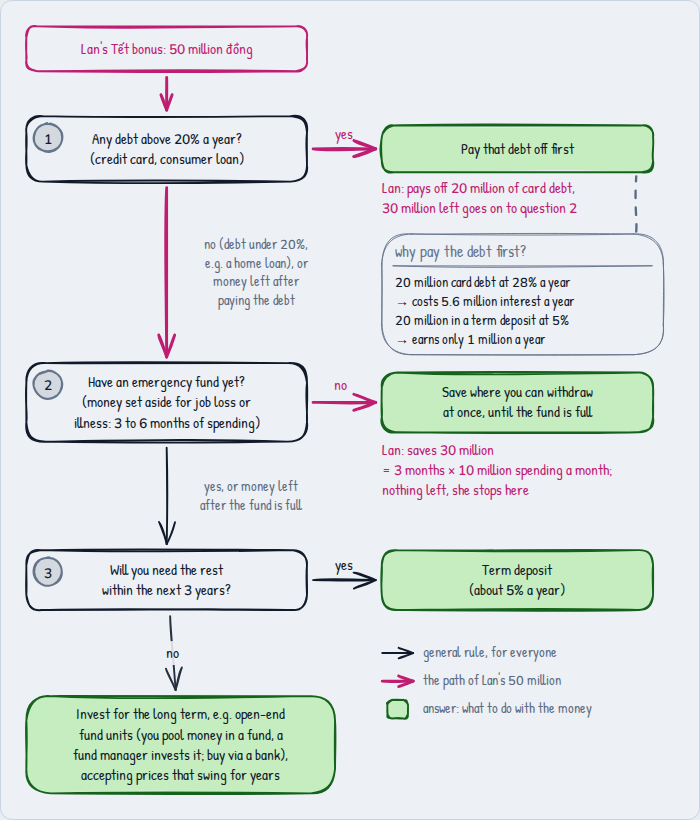 Lan's Tết bonus: 50 million đồng
1
Any debt above 20% a year?
(credit card, consumer loan)
yes
Pay that debt off first
Lan: pays off 20 million of card debt,
30 million left goes on to question 2
no (debt under 20%,
e.g. a home loan), or
money left after
paying the debt
why pay the debt first?
20 million card debt at 28% a year
→ costs 5.6 million interest a year
20 million in a term deposit at 5%
→ earns only 1 million a year
2
Have an emergency fund yet?
(money set aside for job loss or
illness: 3 to 6 months of spending)
no
Save where you can withdraw
at once, until the fund is full
Lan: saves 30 million
= 3 months × 10 million spending a month;
nothing left, she stops here
yes, or money left
after the fund is full
3
Will you need the rest
within the next 3 years?
yes
Term deposit
(about 5% a year)
no
Invest for the long term, e.g. open-end
fund units (you pool money in a fund, a
fund manager invests it; buy via a bank),
accepting prices that swing for years
general rule, for everyone
the path of Lan's 50 million
answer: what to do with the money